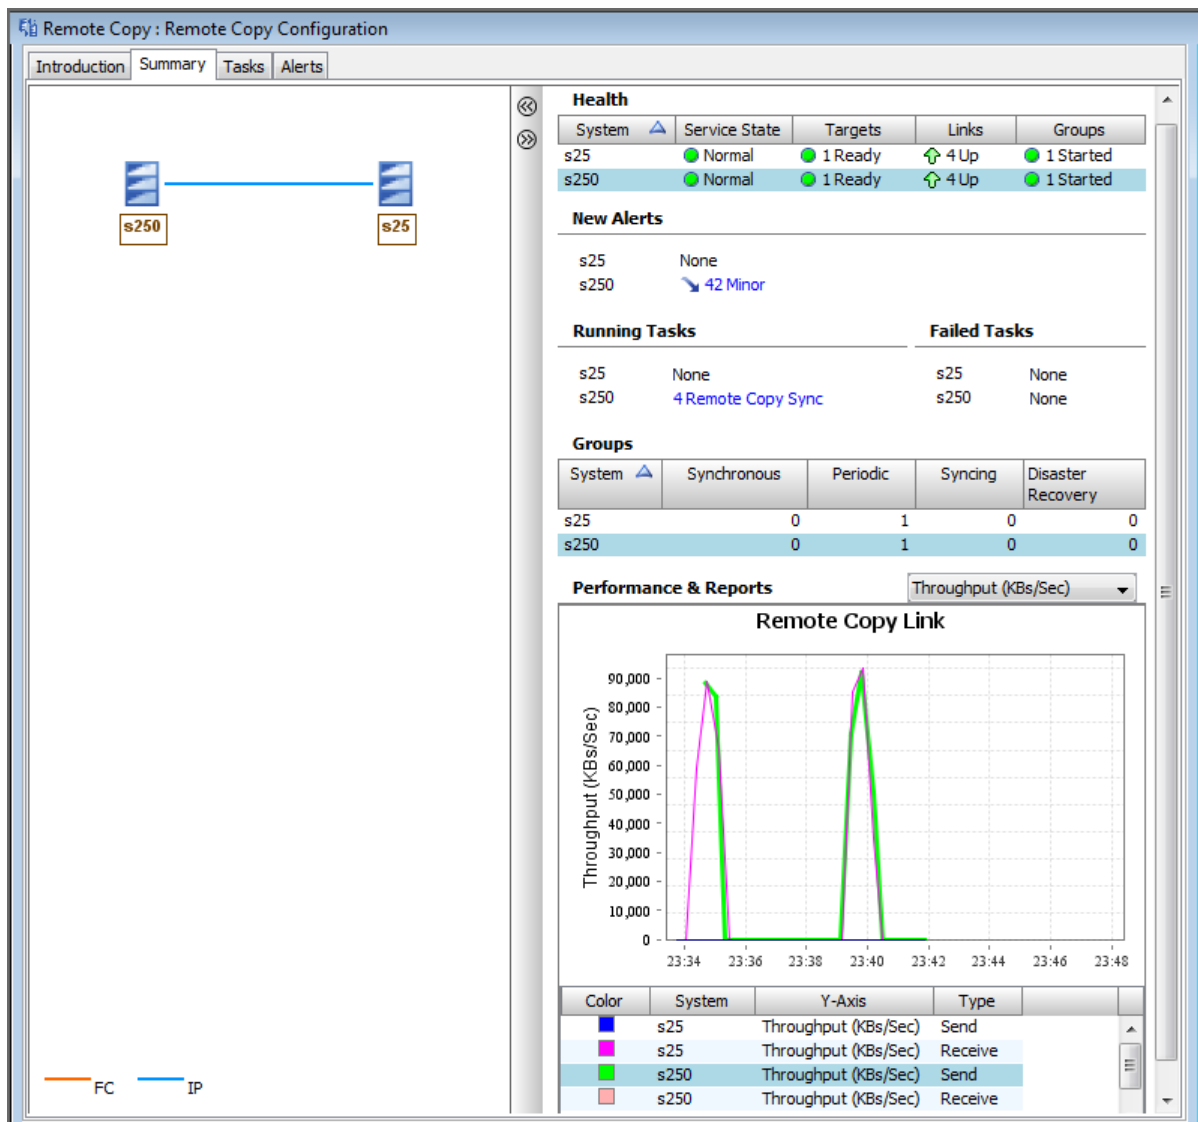 Remote Copy : Remote Copy Configuration
Introduction Summary Tasks Alerts
s250 s25
FC IP
Health
System Service State Targets Links Groups
s25 Normal 1 Ready 4 Up 1 Started
s250 Normal 1 Ready 4 Up 1 Started
New Alerts
s25 None
s250 42 Minor
Running Tasks Failed Tasks
s25 None s25 None
s250 4 Remote Copy Sync s250 None
Groups
System Synchronous Periodic Syncing Disaster Recovery
s25 0 1 0 0
s250 0 1 0 0
Performance & Reports Throughput (KBs/Sec)
Remote Copy Link
Throughput (KBs/Sec)
90,000
80,000
70,000
60,000
50,000
40,000
30,000
20,000
10,000
0
23:34 23:36 23:38 23:40 23:42 23:44 23:46 23:48
Color System Y-Axis Type
s25 Throughput (KBs/Sec) Send
s25 Throughput (KBs/Sec) Receive
s250 Throughput (KBs/Sec) Send
s250 Throughput (KBs/Sec) Receive